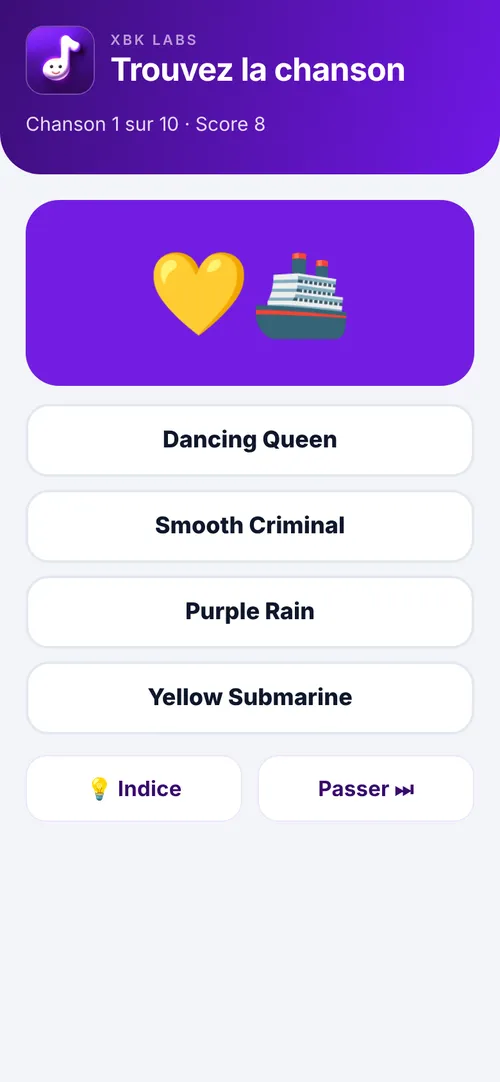 XBK LABS
Trouvez la chanson
Chanson 1 sur 10 · Score 8
Dancing Queen
Smooth Criminal
Purple Rain
Yellow Submarine
💡 Indice
Passer ⏭